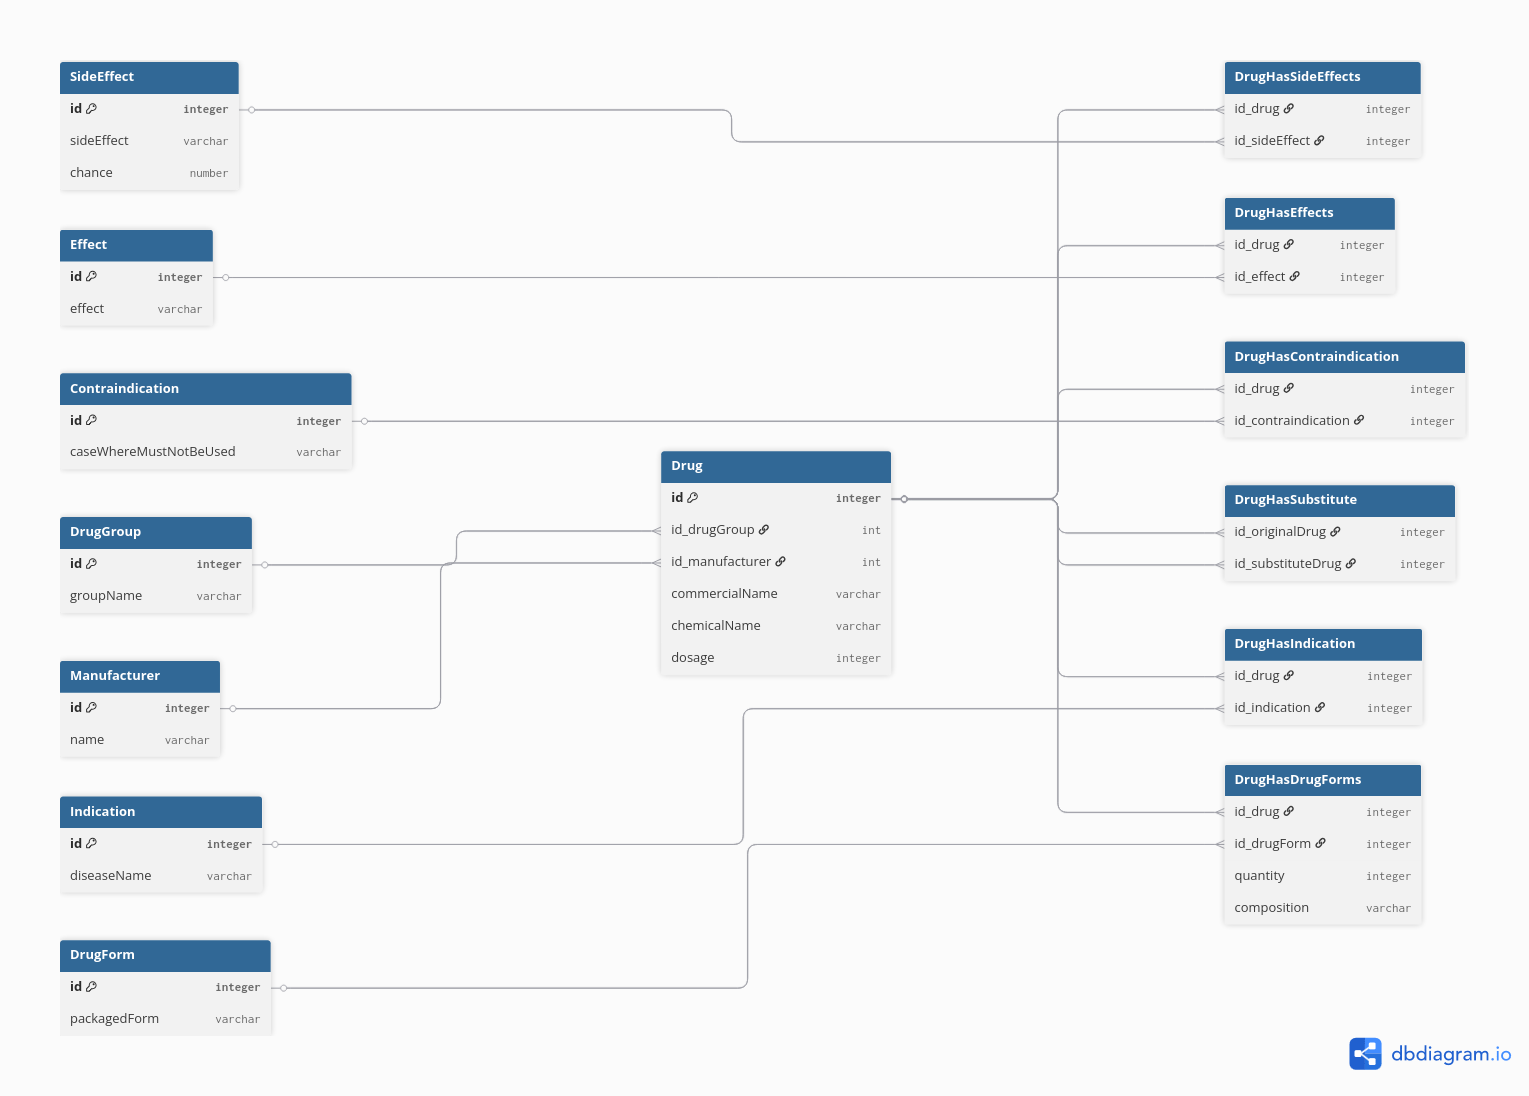 SideEffect
id integer
sideEffect varchar
chance number
Effect
id integer
effect varchar
Contraindication
id integer
caseWhereMustNotBeUsed varchar
DrugGroup
id integer
groupName varchar
Manufacturer
id integer
name varchar
Indication
id integer
diseaseName varchar
DrugForm
id integer
packagedForm varchar
Drug
id integer
id_drugGroup int
id_manufacturer int
commercialName varchar
chemicalName varchar
dosage integer
DrugHasSideEffects
id_drug integer
id_sideEffect integer
DrugHasEffects
id_drug integer
id_effect integer
DrugHasContraindication
id_drug integer
id_contraindication integer
DrugHasSubstitute
id_originalDrug integer
id_substituteDrug integer
DrugHasIndication
id_drug integer
id_indication integer
DrugHasDrugForms
id_drug integer
id_drugForm integer
quantity integer
composition varchar
dbdiagram.io